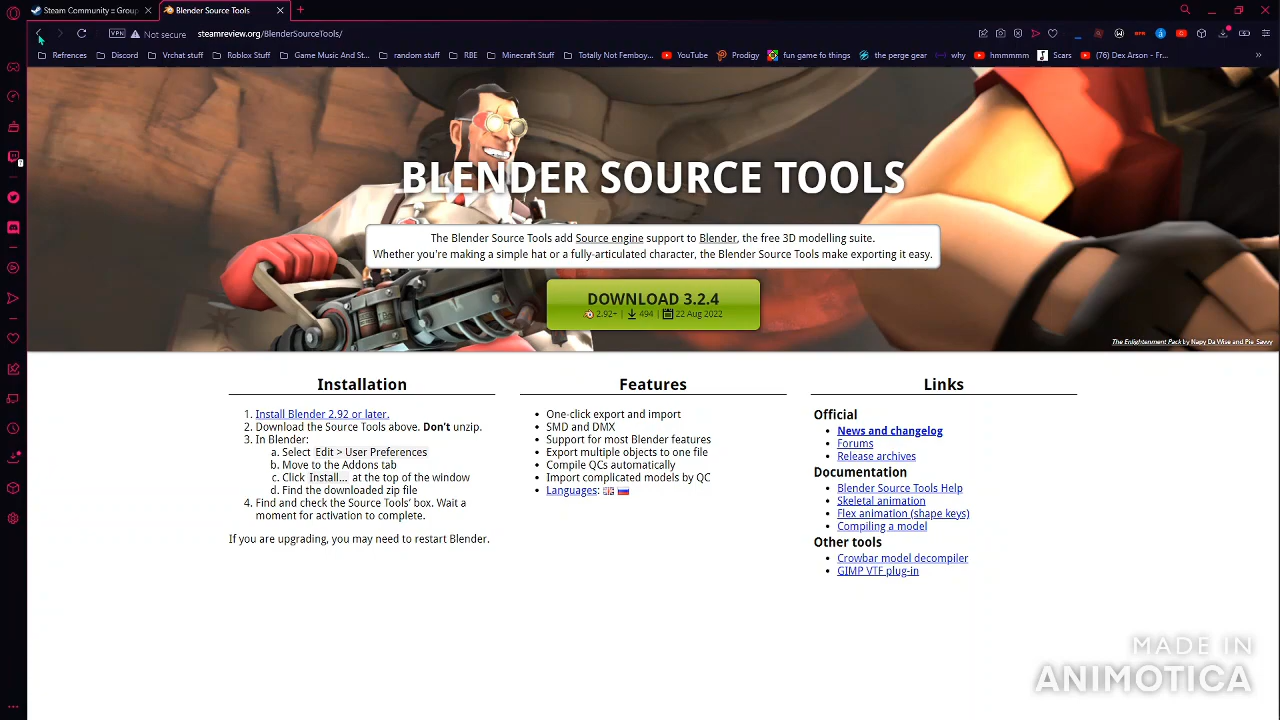 Steam Community :: Group
Blender Source Tools
VPN
Not secure
steamreview.org/BlenderSourceTools/
Refrences
Discord
Vrchat stuff
Roblox Stuff
Game Music And St...
random stuff
RBE
Minecraft Stuff
Totally Not Femboy...
YouTube
Prodigy
fun game fo things
the perge gear
why
hmmmmm
Scars
(76) Dex Arson - Fr...
BLENDER SOURCE TOOLS
The Blender Source Tools add Source engine support to Blender, the free 3D modelling suite.
Whether you're making a simple hat or a fully-articulated character, the Blender Source Tools make exporting it easy.
DOWNLOAD 3.2.4
2.92+ | 494 | 22 Aug 2022
The Enlightenment Pack by Napy Da Wise and Pie_Savvy
Installation
1. Install Blender 2.92 or later.
2. Download the Source Tools above. Don't unzip.
3. In Blender:
a. Select Edit > User Preferences
b. Move to the Addons tab
c. Click Install... at the top of the window
d. Find the downloaded zip file
4. Find and check the Source Tools' box. Wait a
moment for activation to complete.
If you are upgrading, you may need to restart Blender.
Features
• One-click export and import
• SMD and DMX
• Support for most Blender features
• Export multiple objects to one file
• Compile QCs automatically
• Import complicated models by QC
• Languages:
Links
Official
• News and changelog
• Forums
• Release archives
Documentation
• Blender Source Tools Help
• Skeletal animation
• Flex animation (shape keys)
• Compiling a model
Other tools
• Crowbar model decompiler
• GIMP VTF plug-in
MADE IN
ANIMOTICA